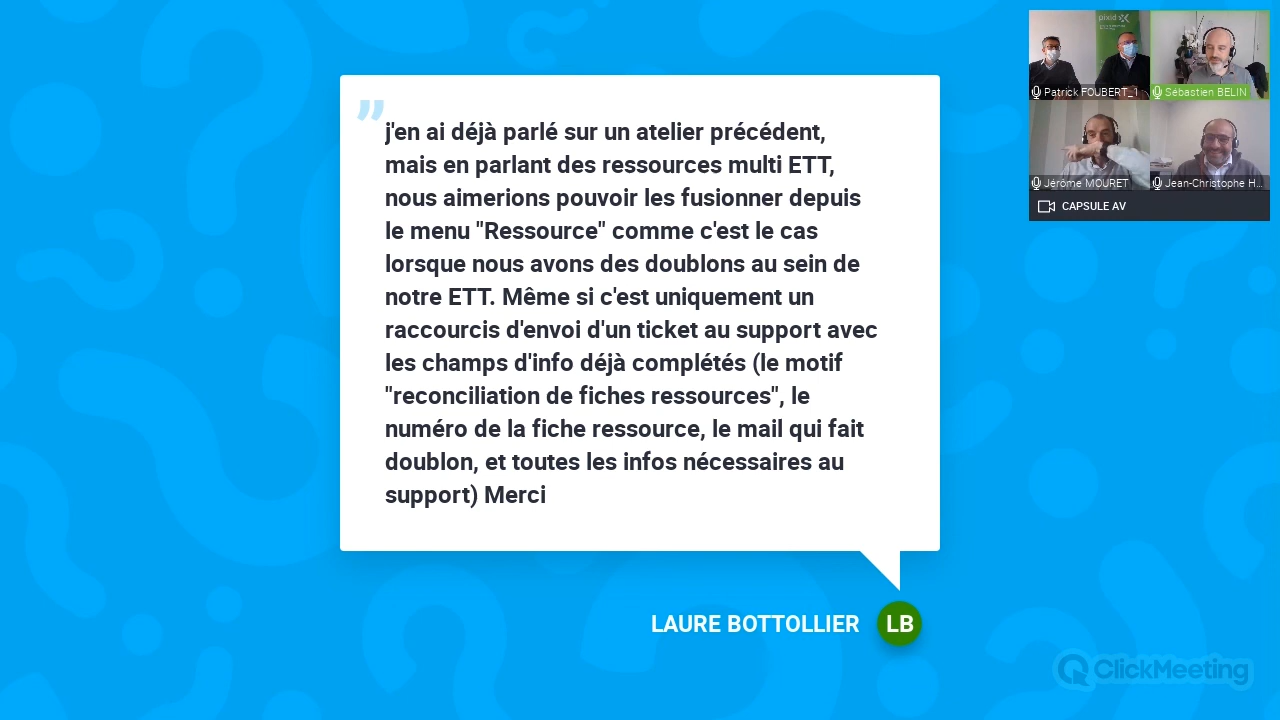 j'en ai déjà parlé sur un atelier précédent,
mais en parlant des ressources multi ETT,
nous aimerions pouvoir les fusionner depuis
le menu "Ressource" comme c'est le cas
lorsque nous avons des doublons au sein de
notre ETT. Même si c'est uniquement un
raccourcis d'envoi d'un ticket au support avec
les champs d'info déjà complétés (le motif
"reconciliation de fiches ressources", le
numéro de la fiche ressource, le mail qui fait
doublon, et toutes les infos nécessaires au
support) Merci
LAURE BOTTOLLIER
LB
pixid
Patrick FOUBERT_1
Sébastien BELIN
Jérôme MOURET
Jean-Christophe H...
CAPSULE AV
ClickMeeting